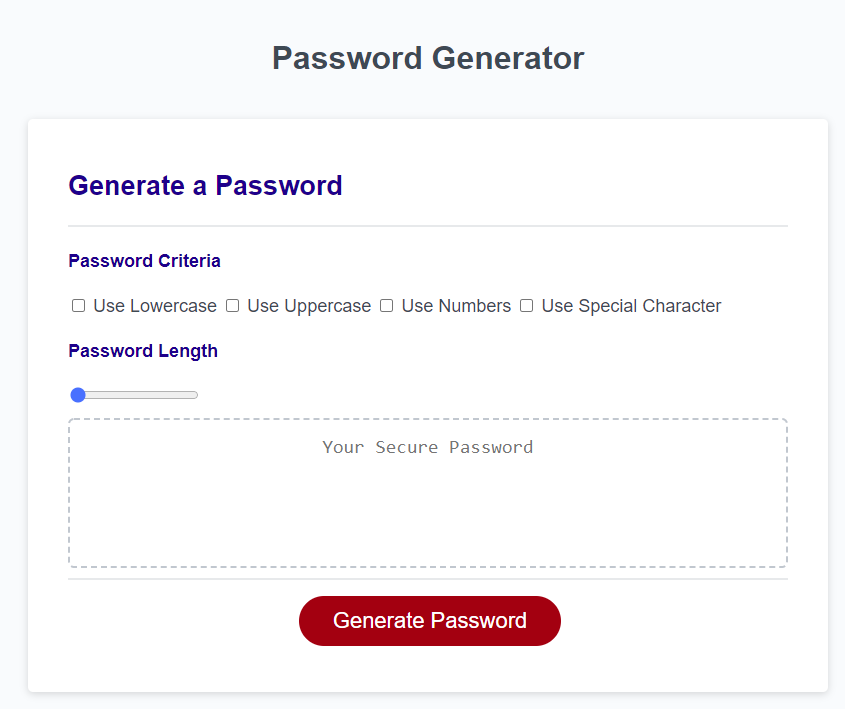 Password Generator
Generate a Password
Password Criteria
Use Lowercase Use Uppercase Use Numbers Use Special Character
Password Length
Your Secure Password
Generate Password